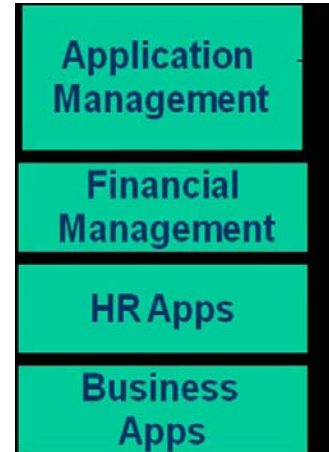 Application
Management
Financial
Management
HR Apps
Business
Apps